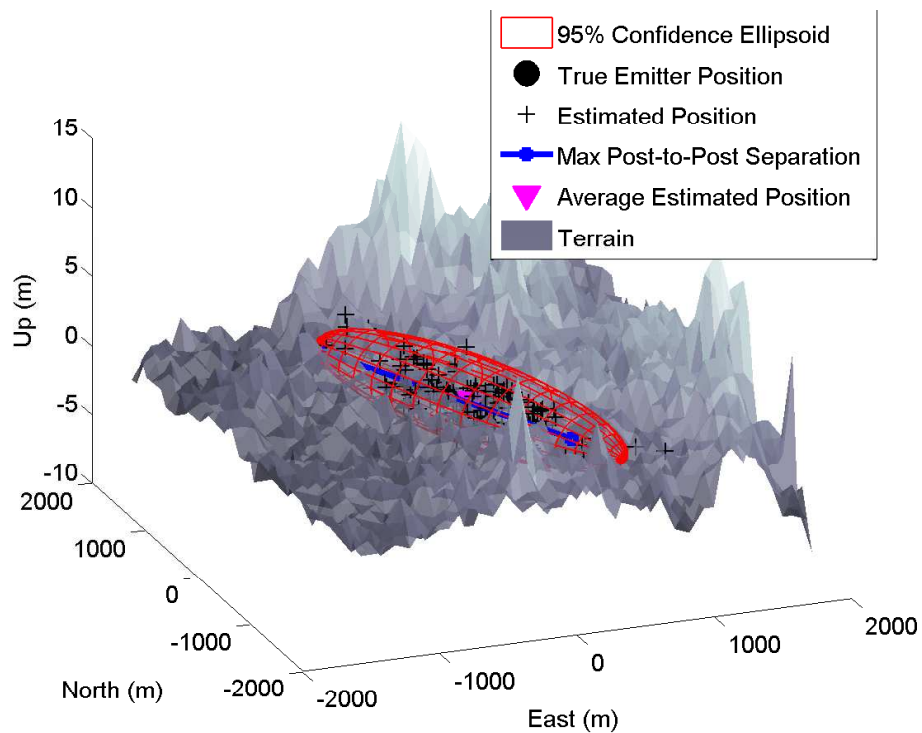 95% Confidence Ellipsoid
True Emitter Position
Estimated Position
Max Post-to-Post Separation
Average Estimated Position
Terrain
15
10
5
0
-5
-10
Up (m)
2000
1000
0
-1000
-2000
North (m)
-2000
-1000
0
1000
2000
East (m)